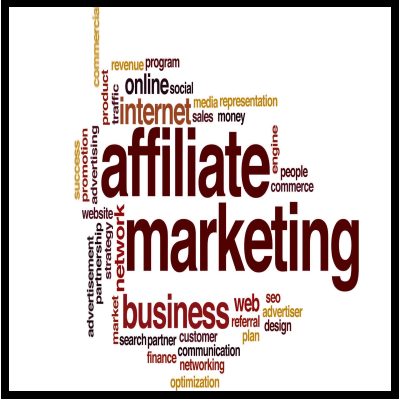 commercial
revenue
program
product
traffic
online
social
internet
media
representation
sales
money
success
promotion
advertising
affiliate
engine
people
commerce
website
network
marketing
advertisement
partnership
strategy
market
business
web
seo
advertiser
referral
design
search
partner
customer
plan
finance
communication
networking
optimization